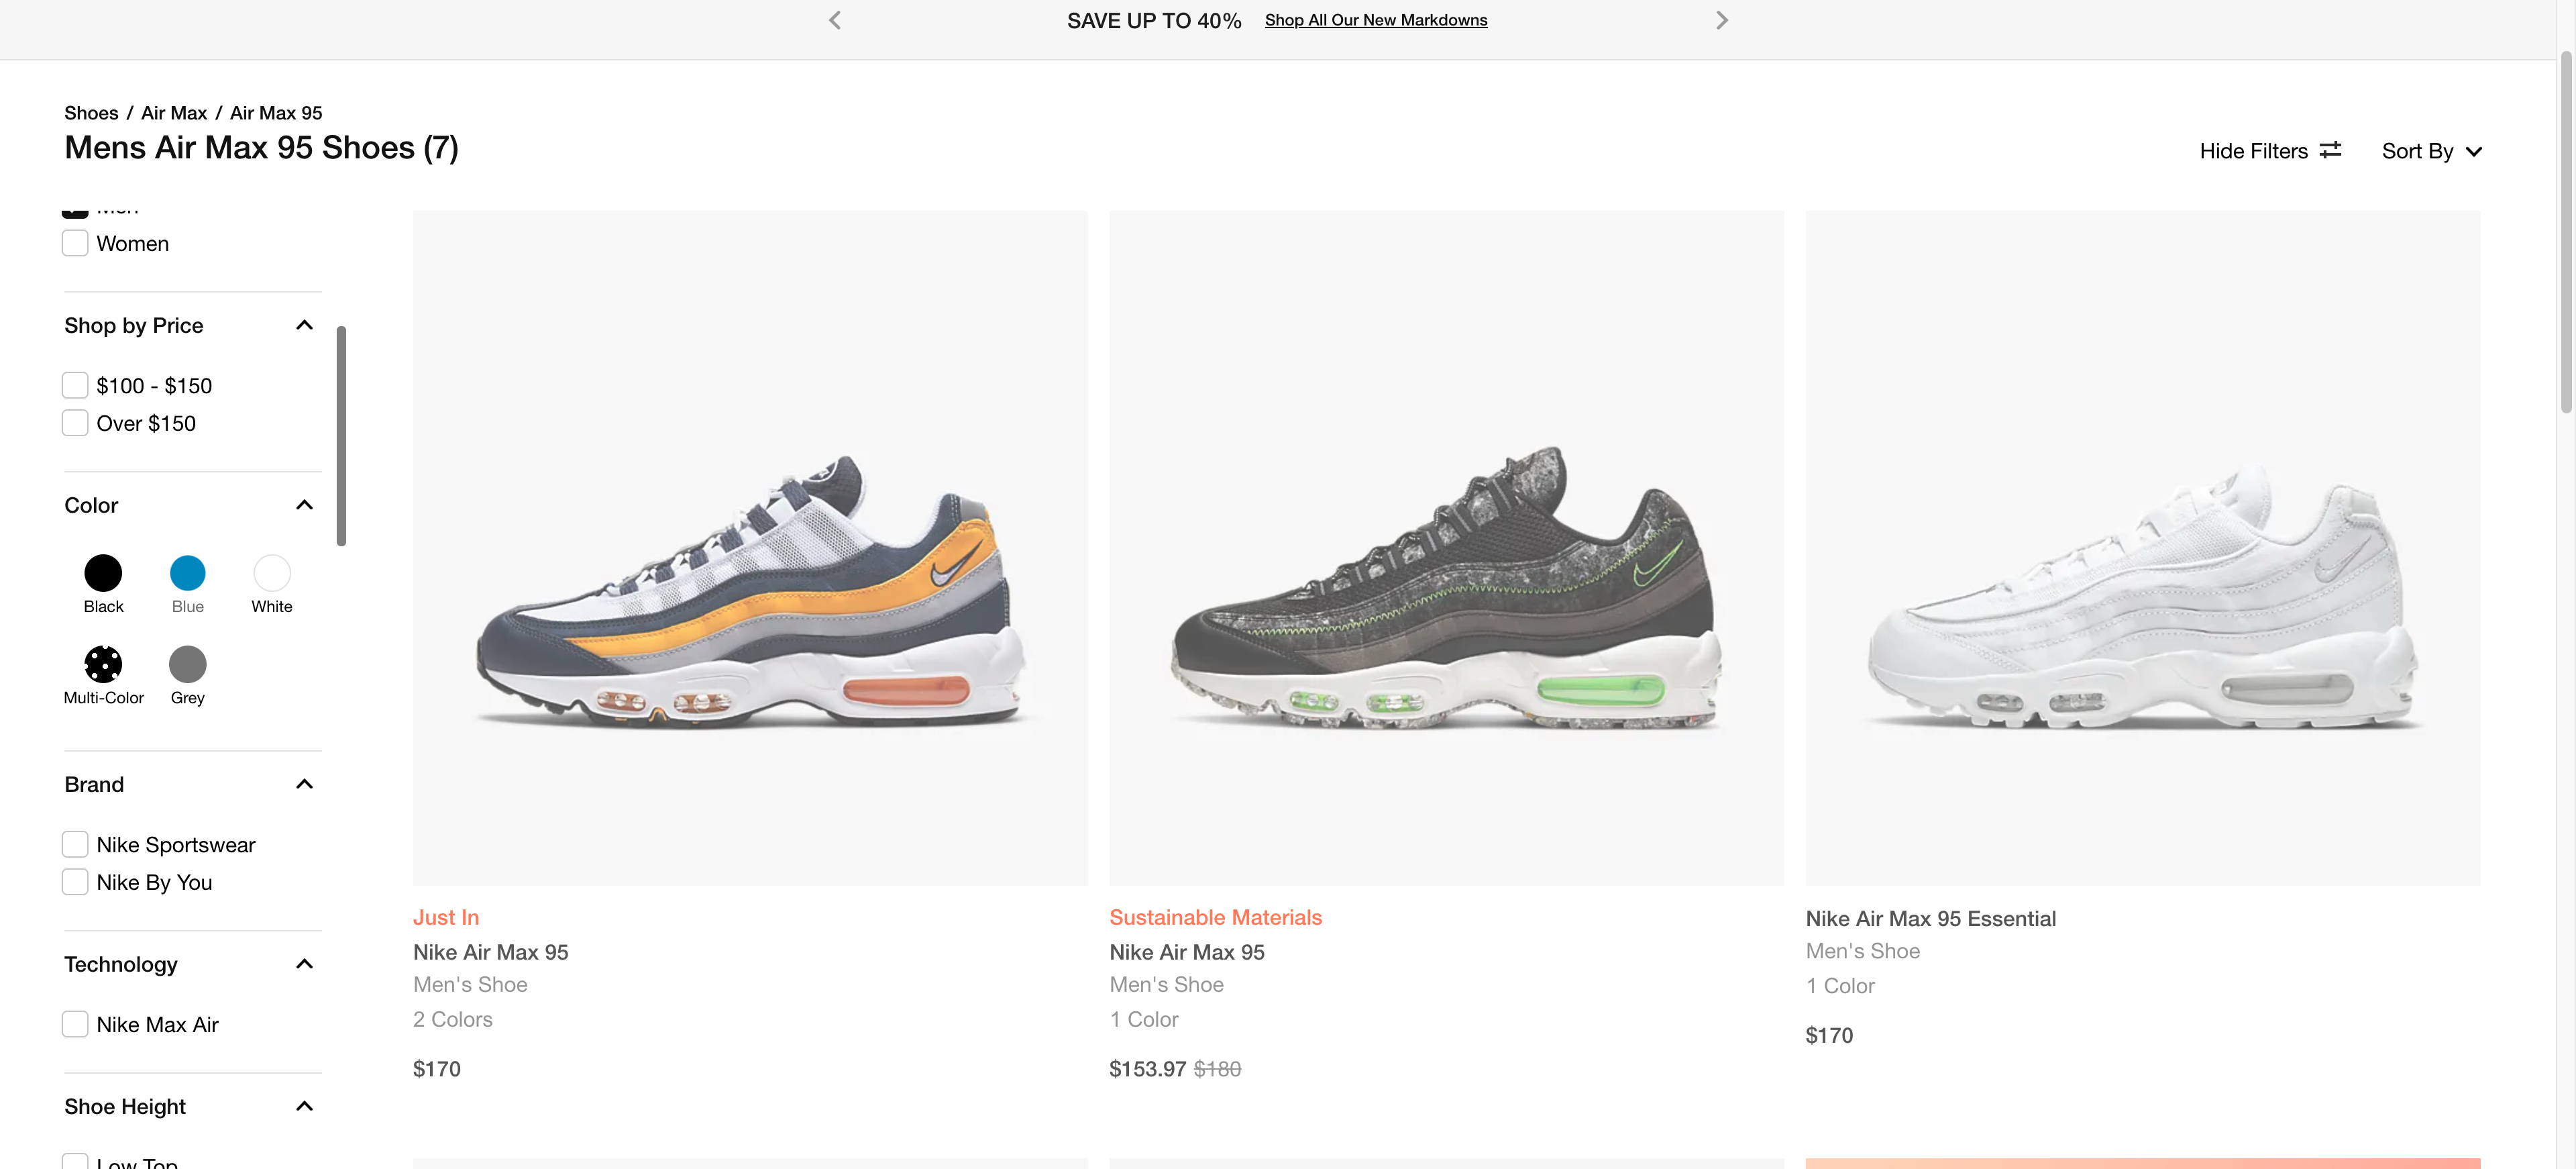 SAVE UP TO 40% Shop All Our New Markdowns
Shoes / Air Max / Air Max 95
Mens Air Max 95 Shoes (7)
Hide Filters
Sort By
Men
Women
Shop by Price
$100 - $150
Over $150
Color
Black
Blue
White
Multi-Color
Grey
Brand
Nike Sportswear
Nike By You
Technology
Nike Max Air
Shoe Height
Low Top
Just In
Nike Air Max 95
Men's Shoe
2 Colors
$170
Sustainable Materials
Nike Air Max 95
Men's Shoe
1 Color
$153.97 $180
Nike Air Max 95 Essential
Men's Shoe
1 Color
$170